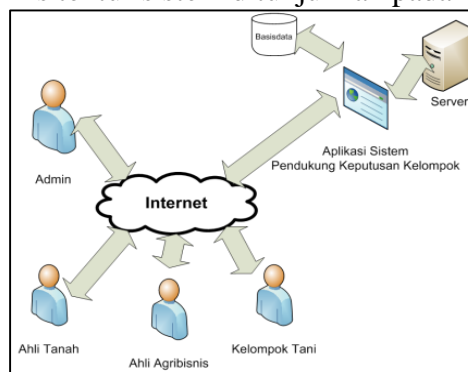 Basisdata
Server
Aplikasi Sistem
Pendukung Keputusan Kelompok
Admin
Internet
Ahli Tanah
Ahli Agribisnis
Kelompok Tani